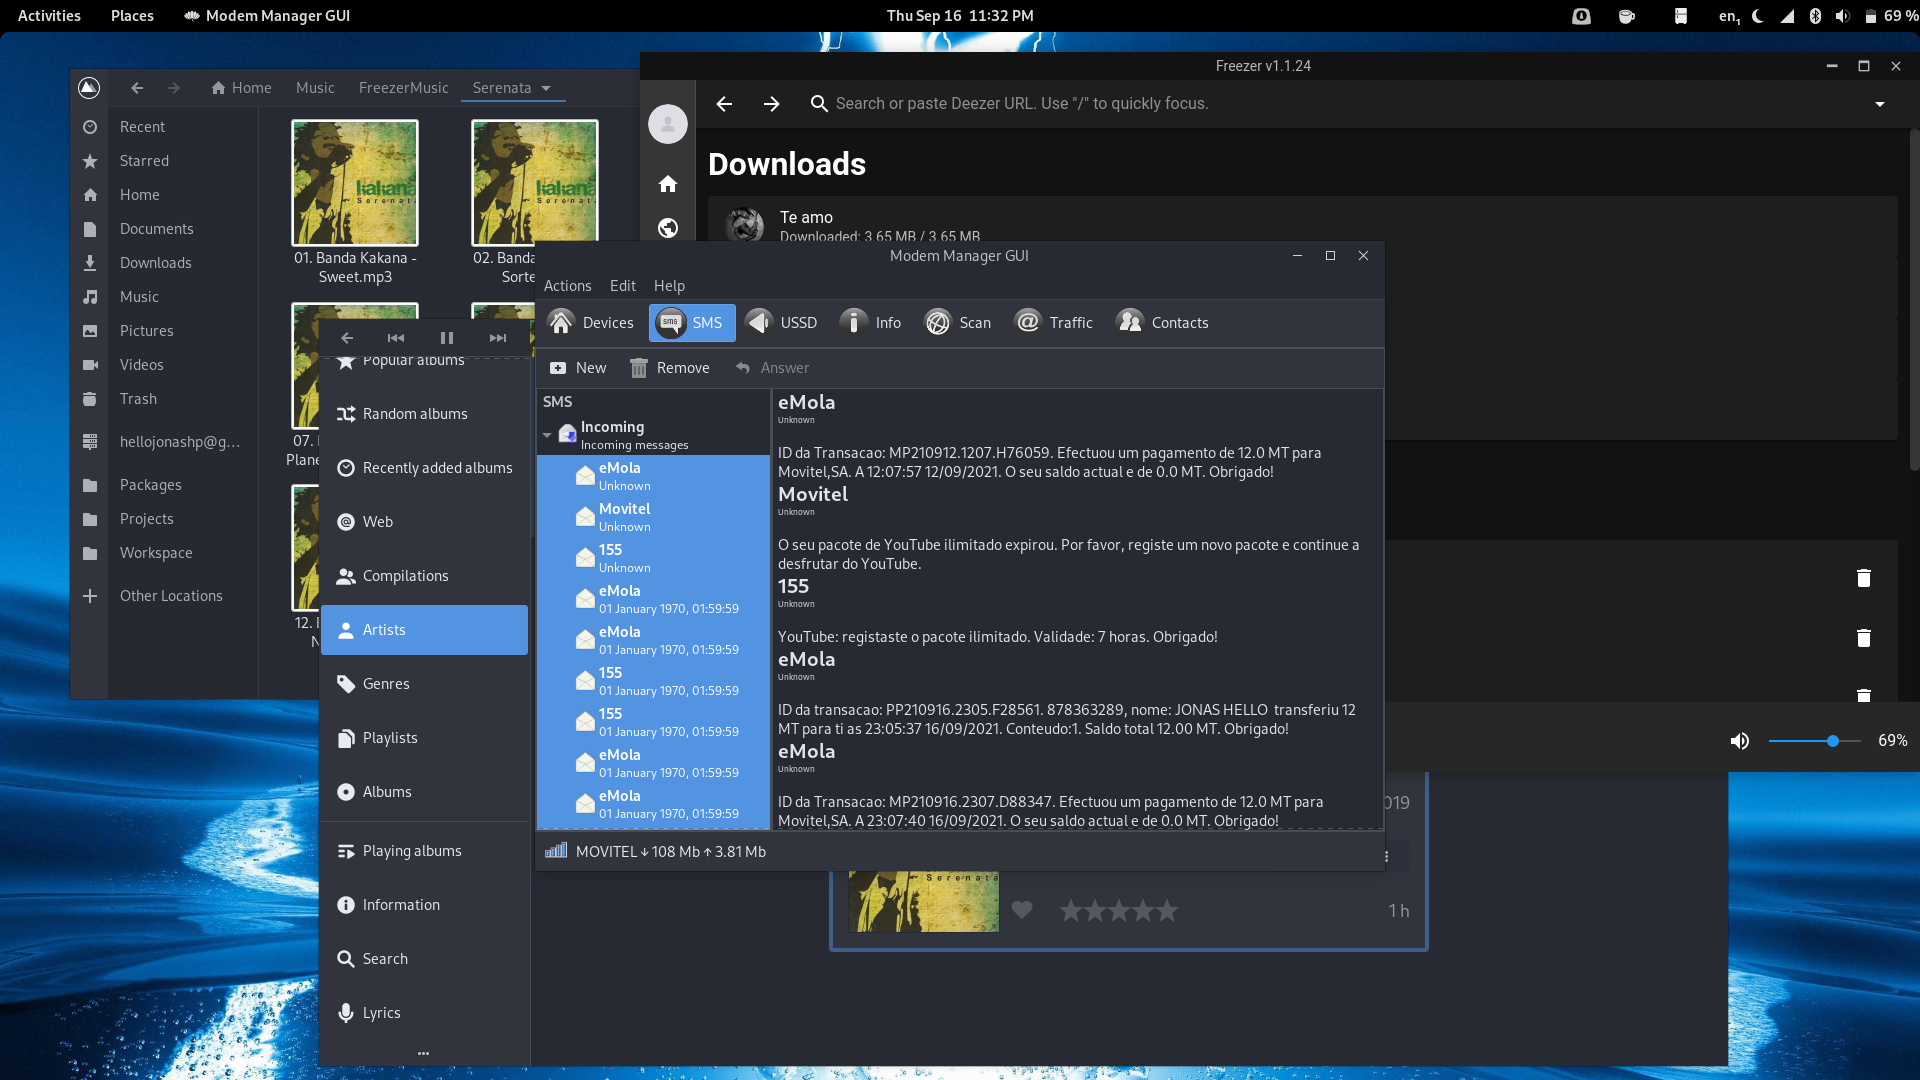 Activities Places Modem Manager GUI Thu Sep 16 11:32 PM en1 69 %
Home Music FreezerMusic Serenata
Recent
Starred
Home
Documents
Downloads
Music
Pictures
Videos
Trash
hellojonashp@g...
Packages
Projects
Workspace
Other Locations
kakana
Serenata
01. Banda Kakana -
Sweet.mp3
kakana
Serenata
02. Banda
Sorte
07.
Plane
12.
Freezer v1.1.24
Search or paste Deezer URL. Use "/" to quickly focus.
Downloads
Te amo
Downloaded: 3.65 MB / 3.65 MB
69%
Popular albums
Random albums
Recently added albums
Web
Compilations
Artists
Genres
Playlists
Albums
Playing albums
Information
Search
Lyrics
...
Modem Manager GUI
Actions Edit Help
Devices sms SMS USSD Info Scan Traffic Contacts
New Remove Answer
SMS
Incoming
Incoming messages
eMola
Unknown
Movitel
Unknown
155
Unknown
eMola
01 January 1970, 01:59:59
eMola
01 January 1970, 01:59:59
155
01 January 1970, 01:59:59
155
01 January 1970, 01:59:59
eMola
01 January 1970, 01:59:59
eMola
01 January 1970, 01:59:59
eMola
Unknown
ID da Transacao: MP210912.1207.H76059. Efectuou um pagamento de 12.0 MT para
Movitel,SA. A 12:07:57 12/09/2021. O seu saldo actual e de 0.0 MT. Obrigado!
Movitel
Unknown
O seu pacote de YouTube ilimitado expirou. Por favor, registe um novo pacote e continue a
desfrutar do YouTube.
155
Unknown
YouTube: registaste o pacote ilimitado. Validade: 7 horas. Obrigado!
eMola
Unknown
ID da transacao: PP210916.2305.F28561. 878363289, nome: JONAS HELLO transferiu 12
MT para ti as 23:05:37 16/09/2021. Conteudo:1. Saldo total 12.00 MT. Obrigado!
eMola
Unknown
ID da Transacao: MP210916.2307.D88347. Efectuou um pagamento de 12.0 MT para
Movitel,SA. A 23:07:40 16/09/2021. O seu saldo actual e de 0.0 MT. Obrigado!
MOVITEL ↓ 108 Mb ↑ 3.81 Mb
019
Serenata
1 h